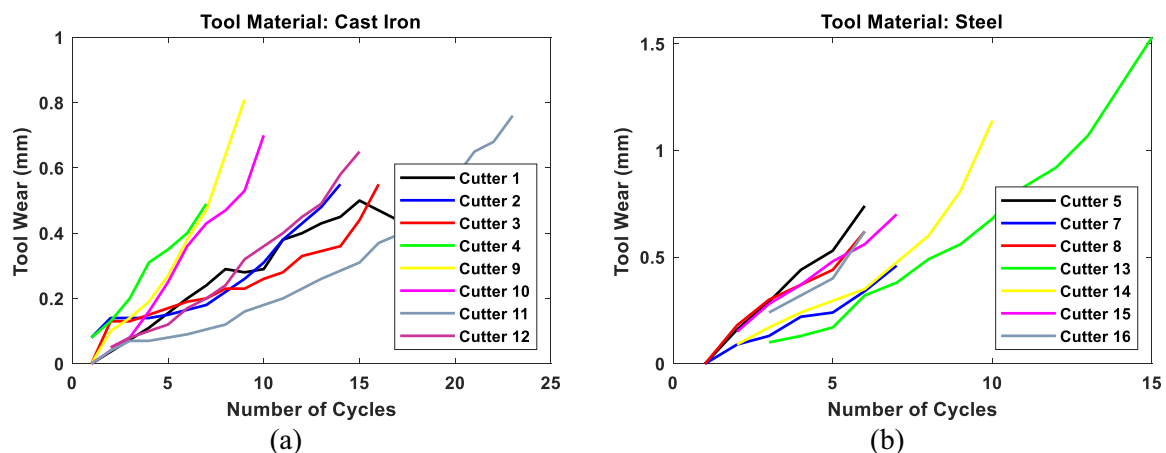 Tool Material: Cast Iron
1
0.8
0.6
0.4
0.2
0
Tool Wear (mm)
0 5 10 15 20 25
Number of Cycles
Cutter 1
Cutter 2
Cutter 3
Cutter 4
Cutter 9
Cutter 10
Cutter 11
Cutter 12
(a)
Tool Material: Steel
1.5
1
0.5
0
Tool Wear (mm)
0 5 10 15
Number of Cycles
Cutter 5
Cutter 7
Cutter 8
Cutter 13
Cutter 14
Cutter 15
Cutter 16
(b)